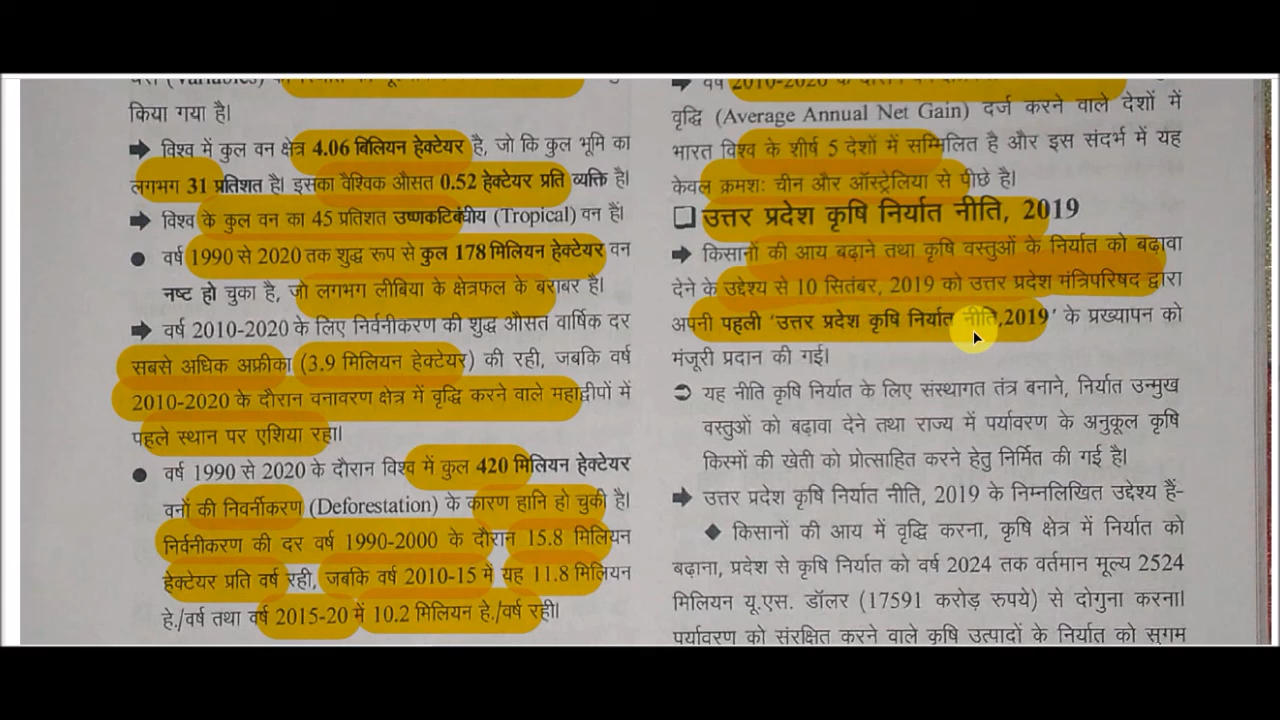 (Variables)
किया गया है।
➡ विश्व में कुल वन क्षेत्र 4.06 बिलियन हेक्टेयर है, जो कि कुल भूमि का
लगभग 31 प्रतिशत है। इसका वैश्विक औसत 0.52 हेक्टेयर प्रति व्यक्ति है।
➡ विश्व के कुल वन का 45 प्रतिशत उष्णकटिबंधीय (Tropical) वन हैं।
● वर्ष 1990 से 2020 तक शुद्ध रूप से कुल 178 मिलियन हेक्टेयर वन
नष्ट हो चुका है, जो लगभग लीबिया के क्षेत्रफल के बराबर है।
➡ वर्ष 2010-2020 के लिए निर्वनीकरण की शुद्ध औसत वार्षिक दर
सबसे अधिक अफ्रीका (3.9 मिलियन हेक्टेयर) की रही, जबकि वर्ष
2010-2020 के दौरान वनावरण क्षेत्र में वृद्धि करने वाले महाद्वीपों में
पहले स्थान पर एशिया रहा।
● वर्ष 1990 से 2020 के दौरान विश्व में कुल 420 मिलियन हेक्टेयर
वनों की निवर्नीकरण (Deforestation) के कारण हानि हो चुकी है।
निर्वनीकरण की दर वर्ष 1990-2000 के दौरान 15.8 मिलियन
हेक्टेयर प्रति वर्ष रही, जबकि वर्ष 2010-15 में यह 11.8 मिलियन
हे./वर्ष तथा वर्ष 2015-20 में 10.2 मिलियन हे./वर्ष रही।
➡ वर्ष 2010-2020 के दौरान
वृद्धि (Average Annual Net Gain) दर्ज करने वाले देशों में
भारत विश्व के शीर्ष 5 देशों में सम्मिलित है और इस संदर्भ में यह
केवल क्रमशः चीन और ऑस्ट्रेलिया से पीछे है।
❑ उत्तर प्रदेश कृषि निर्यात नीति, 2019
➡ किसानों की आय बढ़ाने तथा कृषि वस्तुओं के निर्यात को बढ़ावा
देने के उद्देश्य से 10 सितंबर, 2019 को उत्तर प्रदेश मंत्रिपरिषद द्वारा
अपनी पहली ‘उत्तर प्रदेश कृषि निर्यात नीति,2019’ के प्रख्यापन को
मंजूरी प्रदान की गई।
➲ यह नीति कृषि निर्यात के लिए संस्थागत तंत्र बनाने, निर्यात उन्मुख
वस्तुओं को बढ़ावा देने तथा राज्य में पर्यावरण के अनुकूल कृषि
किस्मों की खेती को प्रोत्साहित करने हेतु निर्मित की गई है।
➡ उत्तर प्रदेश कृषि निर्यात नीति, 2019 के निम्नलिखित उद्देश्य हैं-
◆ किसानों की आय में वृद्धि करना, कृषि क्षेत्र में निर्यात को
बढ़ाना, प्रदेश से कृषि निर्यात को वर्ष 2024 तक वर्तमान मूल्य 2524
मिलियन यू.एस. डॉलर (17591 करोड़ रुपये) से दोगुना करना।
पर्यावरण को संरक्षित करने वाले कृषि उत्पादों के निर्यात को सुगम